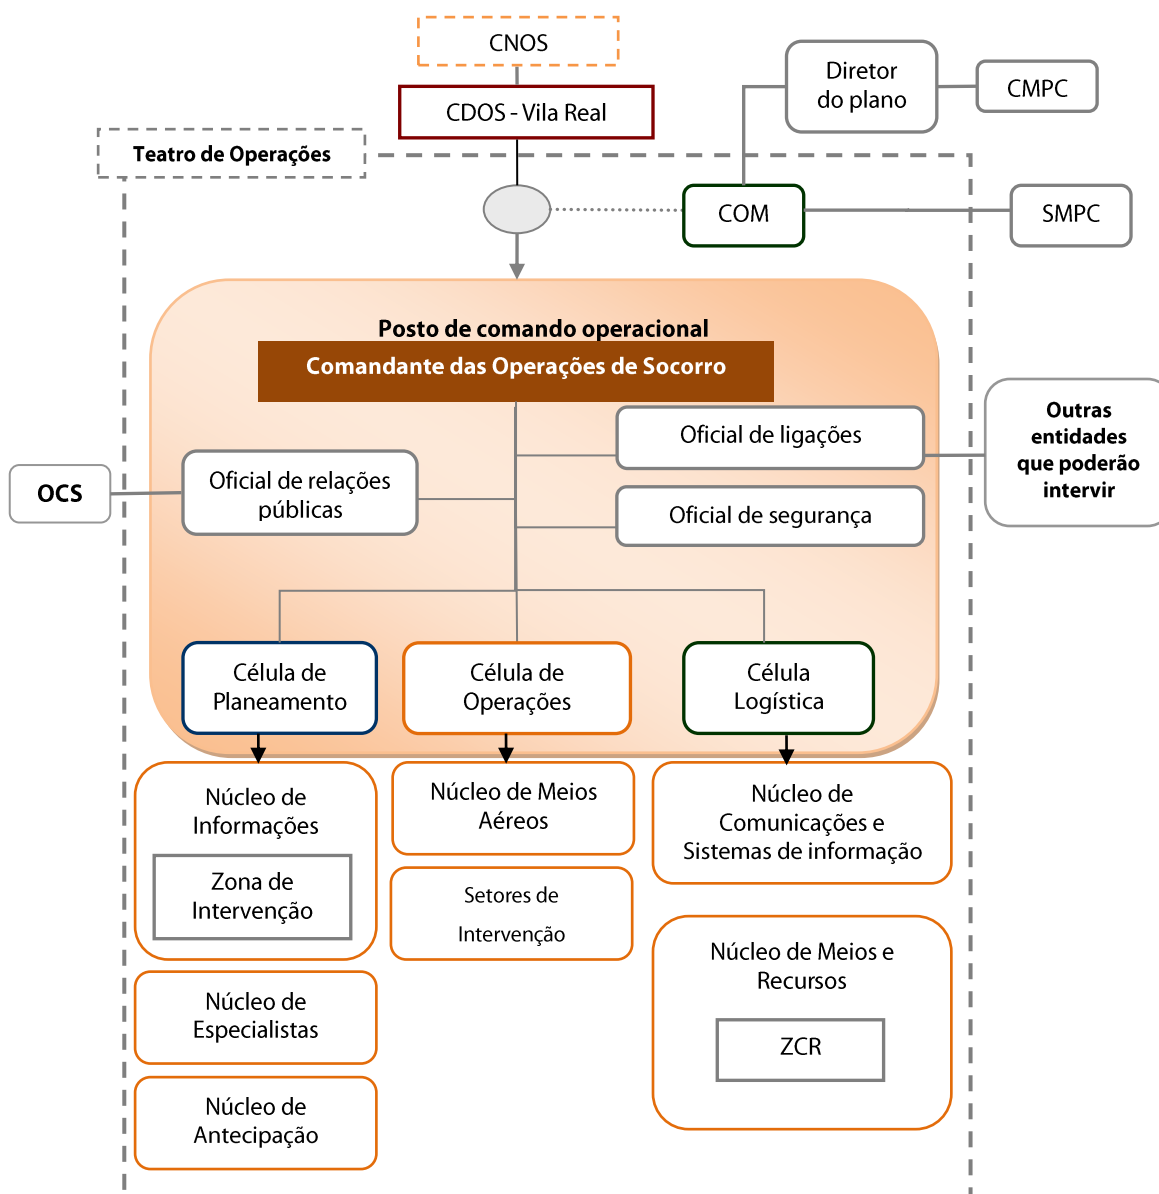 CNOS
Diretor
do plano
CMPC
CDOS - Vila Real
Teatro de Operações
COM
SMPC
Posto de comando operacional
Comandante das Operações de Socorro
Oficial de ligações
Outras
entidades
que poderão
intervir
OCS
Oficial de relações
públicas
Oficial de segurança
Célula de
Planeamento
Célula de
Operações
Célula
Logística
Núcleo de
Informações
Zona de
Intervenção
Núcleo de Meios
Aéreos
Setores de
Intervenção
Núcleo de
Comunicações e
Sistemas de informação
Núcleo de Meios e
Recursos
ZCR
Núcleo de
Especialistas
Núcleo de
Antecipação